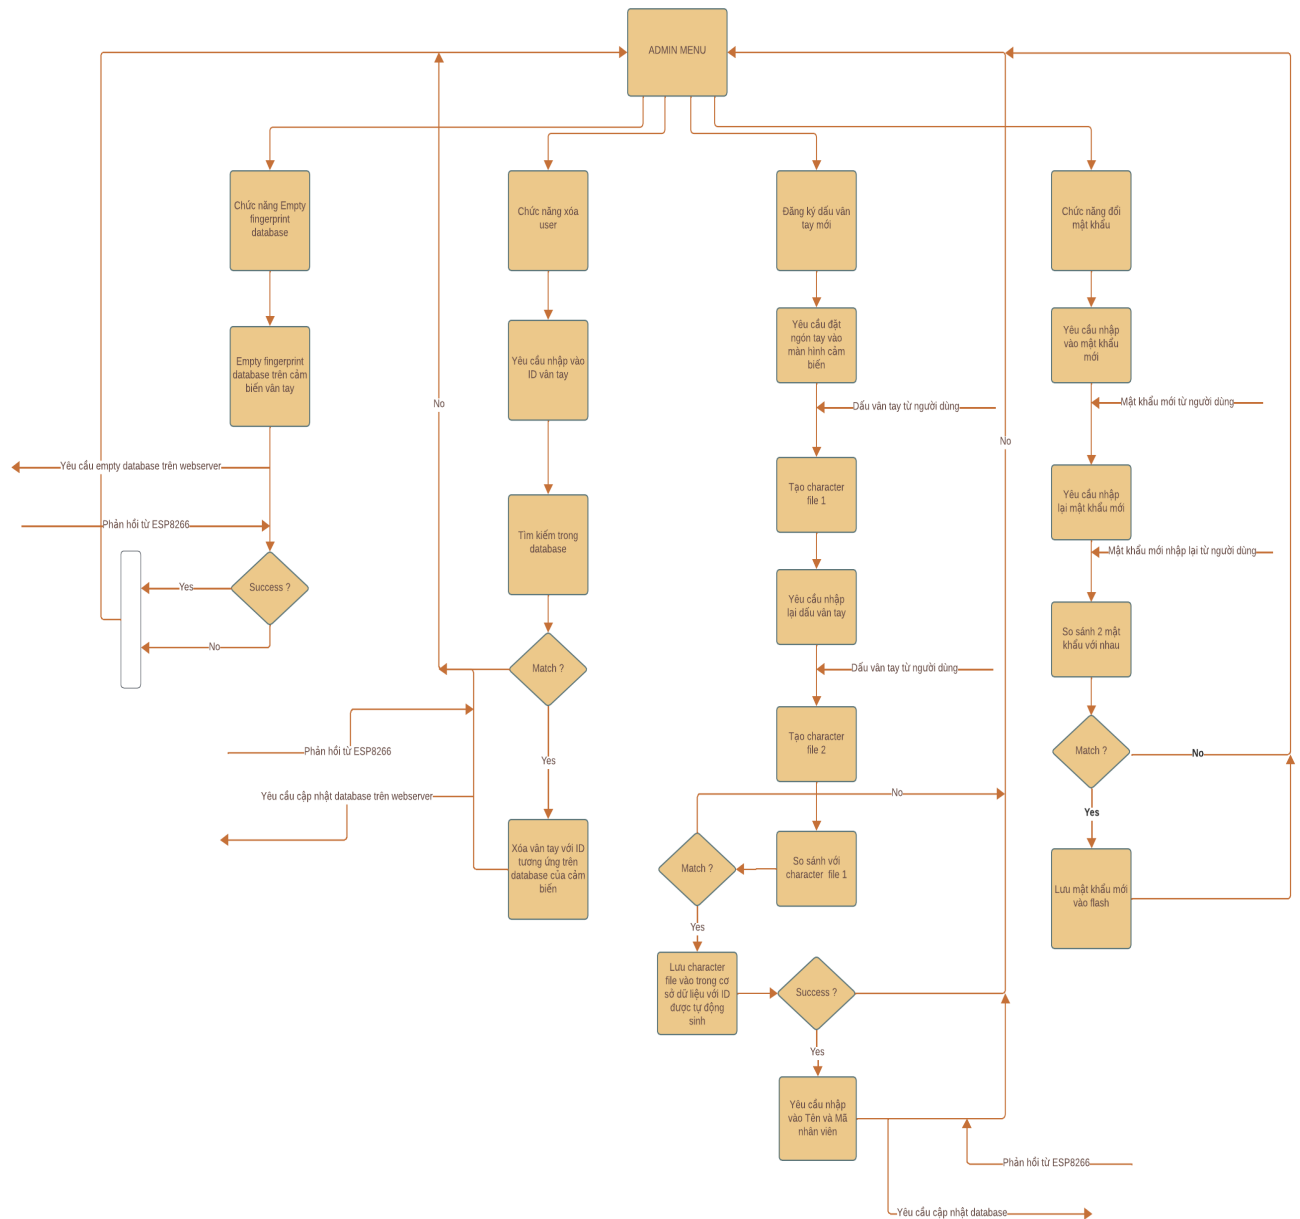 ADMIN MENU
Chức năng Empty
fingerprint
database
Empty fingerprint
database trên cảm
biến vân tay
Yêu cầu empty database trên webserver
Phản hồi từ ESP8266
Success ?
Yes
No
Chức năng xóa
user
Yêu cầu nhập vào
ID vân tay
No
Tìm kiếm trong
database
Match ?
Phản hồi từ ESP8266
Yes
Yêu cầu cập nhật database trên webserver
Xóa vân tay với ID
tương ứng trên
database của cảm
biến
Đăng ký dấu vân
tay mới
Yêu cầu đặt
ngón tay vào
màn hình cảm
biến
Dấu vân tay từ người dùng
No
Tạo character
file 1
Yêu cầu nhập
lại dấu vân tay
Dấu vân tay từ người dùng
Tạo character
file 2
No
So sánh với
character file 1
Match ?
Yes
Lưu character
file vào trong cơ
sở dữ liệu với ID
được tự động
sinh
Success ?
Yes
Yêu cầu nhập
vào Tên và Mã
nhân viên
Phản hồi từ ESP8266
Yêu cầu cập nhật database
Chức năng đổi
mật khẩu
Yêu cầu nhập
vào mật khẩu
mới
Mật khẩu mới từ người dùng
Yêu cầu nhập
lại mật khẩu mới
Mật khẩu mới nhập lại từ người dùng
So sánh 2 mật
khẩu với nhau
Match ?
No
Yes
Lưu mật khẩu mới
vào flash